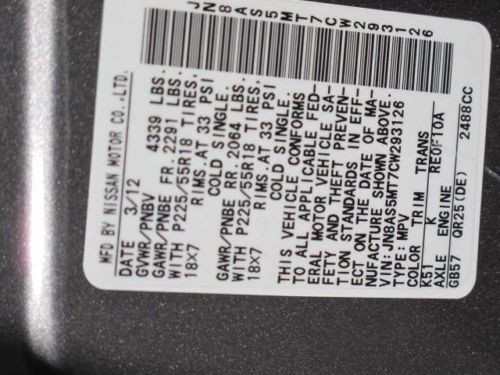 MFD BY NISSAN MOTOR CO.,LTD.
DATE 3/12
GVWR/PNBV 4339 LBS.
GAWR/PNBE FR. 2291 LBS.
WITH P225/55R18 TIRES,
18X7 RIMS.AT 33 PSI
COLD SINGLE.
GAWR/PNBE RR. 2064 LBS.
WITH P225/55R18 TIRES,
18X7 RIMS.AT 33 PSI
COLD SINGLE.
THIS VEHICLE CONFORMS
TO ALL APPLICABLE FED-
ERAL MOTOR VEHICLE SA-
FETY AND THEFT PREVEN-
TION STANDARDS IN EFF-
ECT ON THE DATE OF MA-
NUFACTURE SHOWN ABOVE.
VIN:JN8AS5MT7CW293126
TYPE:MPV
COLOR TRIM TRANS
K51 K RE0F10A
AXLE ENGINE
GB57 QR25(DE) 2488CC
JN8AS5MT7CW293126